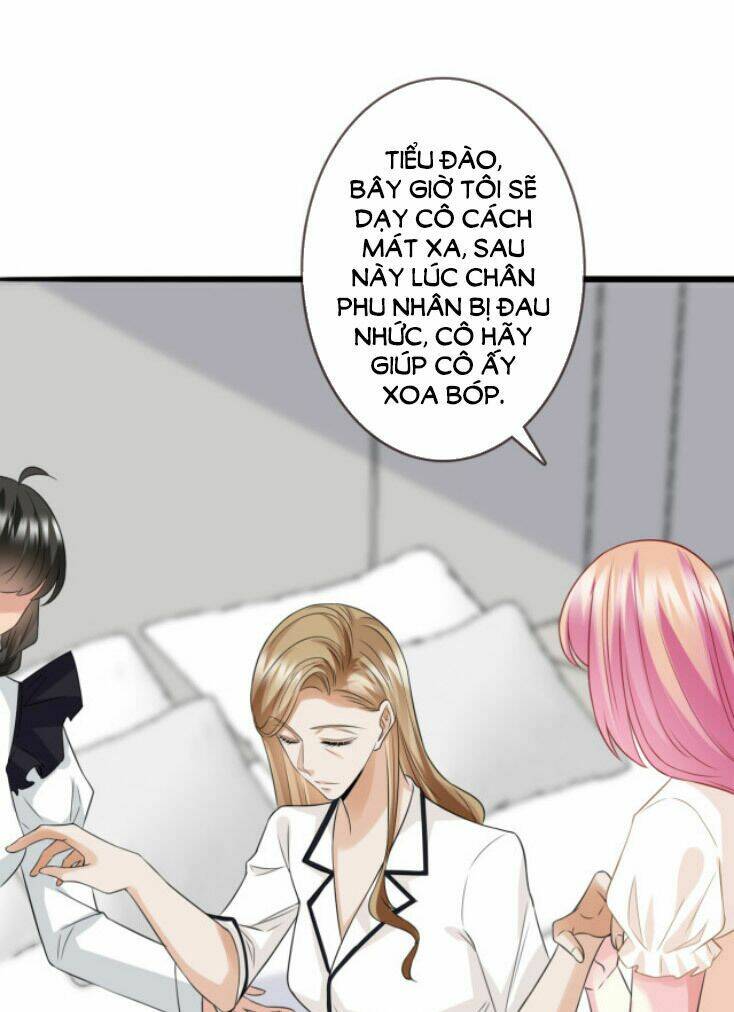 TIỂU ĐÀO,
BÂY GIỜ TÔI SẼ
DẠY CÔ CÁCH
MÁT XA, SAU
NÀY LÚC CHÂN
PHU NHÂN BỊ ĐAU
NHỨC, CÔ HÃY
GIÚP CÔ ẤY
XOA BÓP.